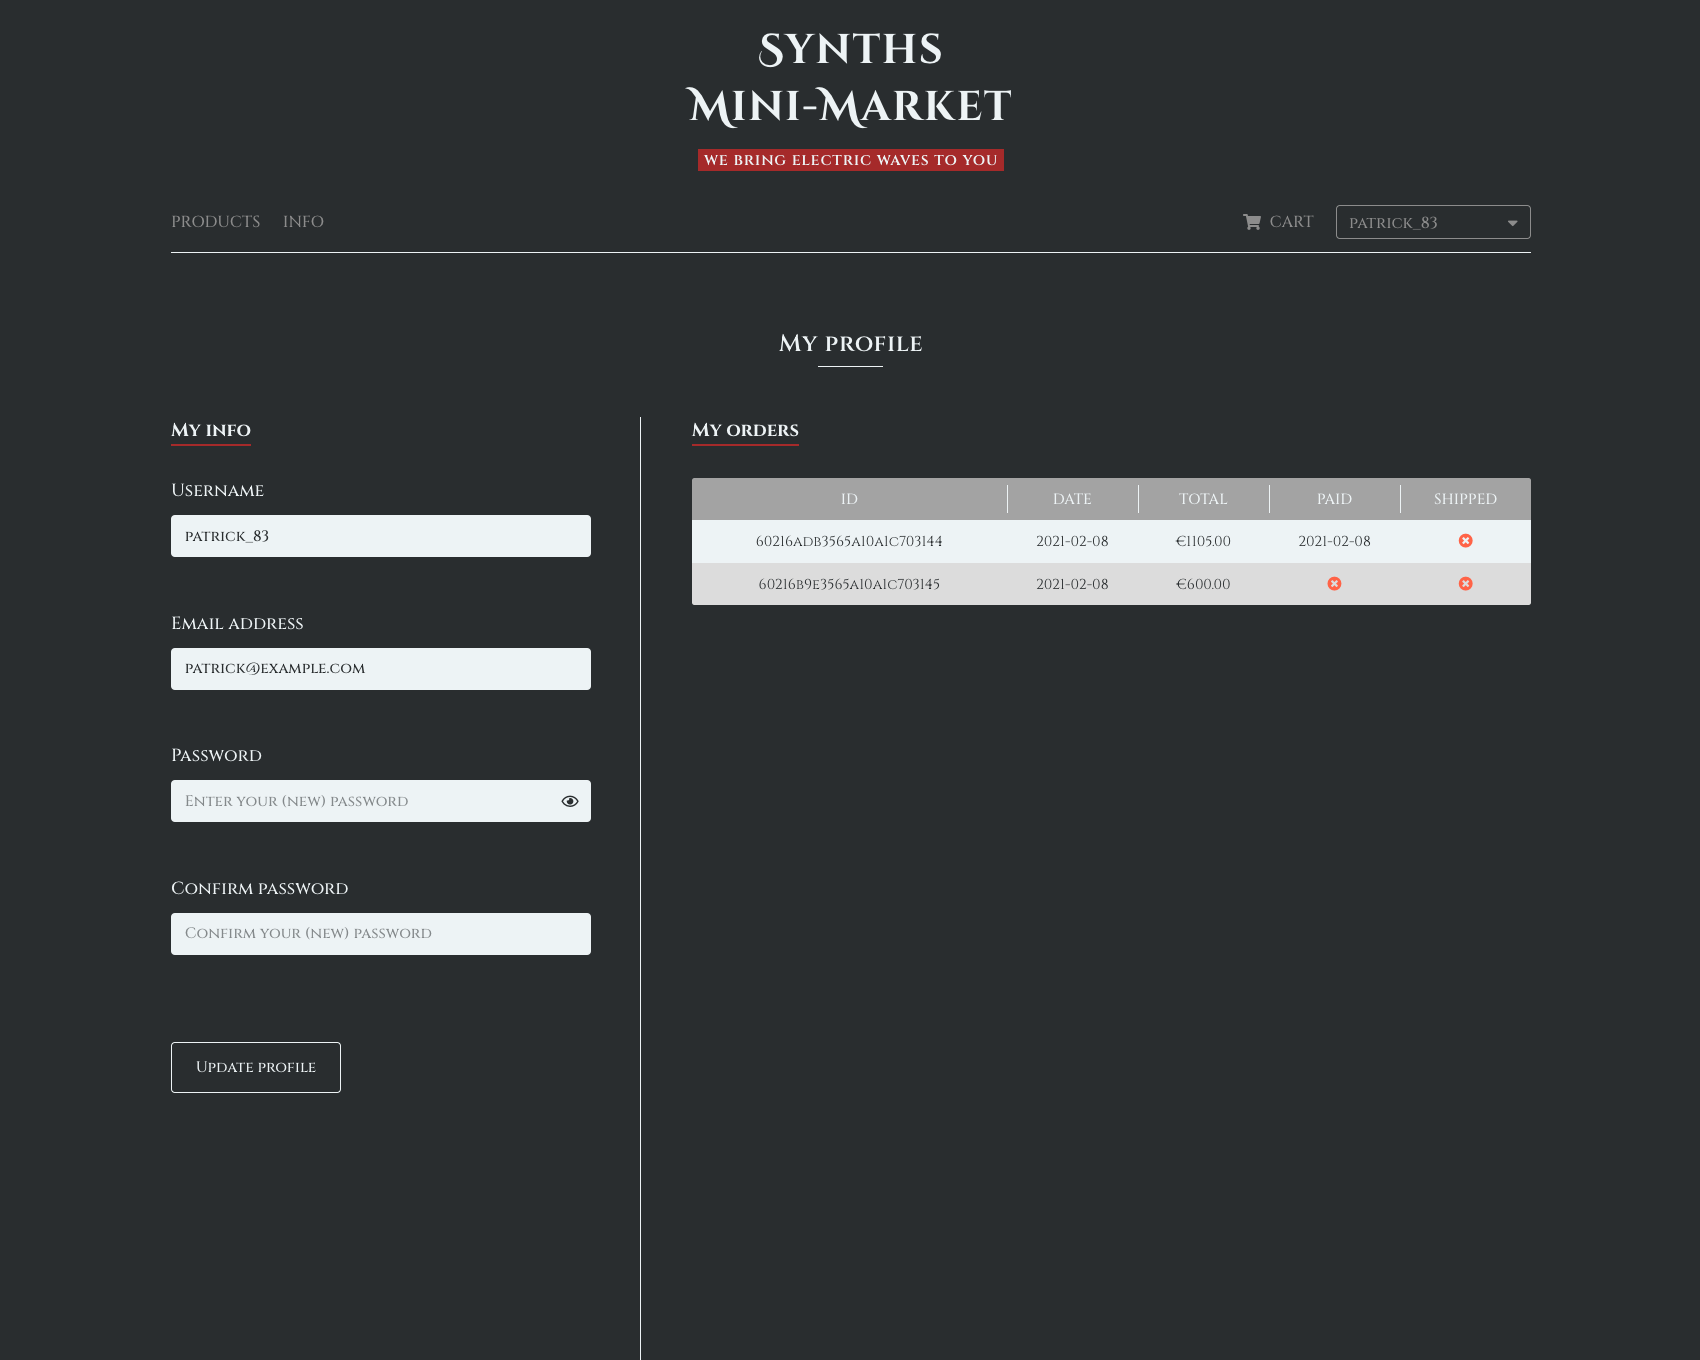 Synths
Mini-Market
we bring electric waves to you
PRODUCTS INFO CART patrick_83
My profile
My info
Username
patrick_83
Email address
patrick@example.com
Password
Enter your (new) password
Confirm password
Confirm your (new) password
Update profile
My orders
ID DATE TOTAL PAID SHIPPED
60216adb3565a10a1c703144 2021-02-08 €1105.00 2021-02-08
60216b9e3565a10a1c703145 2021-02-08 €600.00